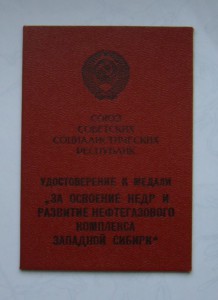 СОЮЗ
СОВЕТСКИХ
СОЦИАЛИСТИЧЕСКИХ
РЕСПУБЛИК
УДОСТОВЕРЕНИЕ К МЕДАЛИ
„ЗА ОСВОЕНИЕ НЕДР И
РАЗВИТИЕ НЕФТЕГАЗОВОГО
КОМПЛЕКСА
ЗАПАДНОЙ СИБИРИ“